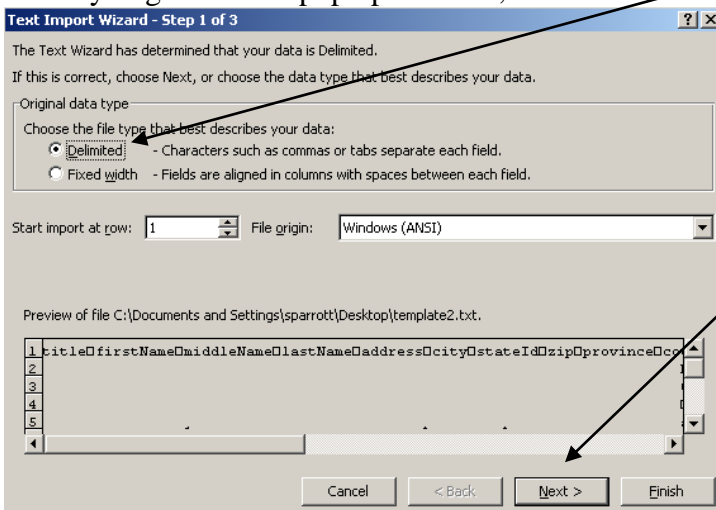 Text Import Wizard - Step 1 of 3
The Text Wizard has determined that your data is Delimited.
If this is correct, choose Next, or choose the data type that best describes your data.
Original data type
Choose the file type that best describes your data:
Delimited - Characters such as commas or tabs separate each field.
Fixed width - Fields are aligned in columns with spaces between each field.
Start import at row: 1 File origin: Windows (ANSI)
Preview of file C:\Documents and Settings\sparrott\Desktop\template2.txt.
1 title□firstName□middleName□lastName□address□city□stateId□zip□province□co
2
3
4
5
Cancel < Back Next > Finish